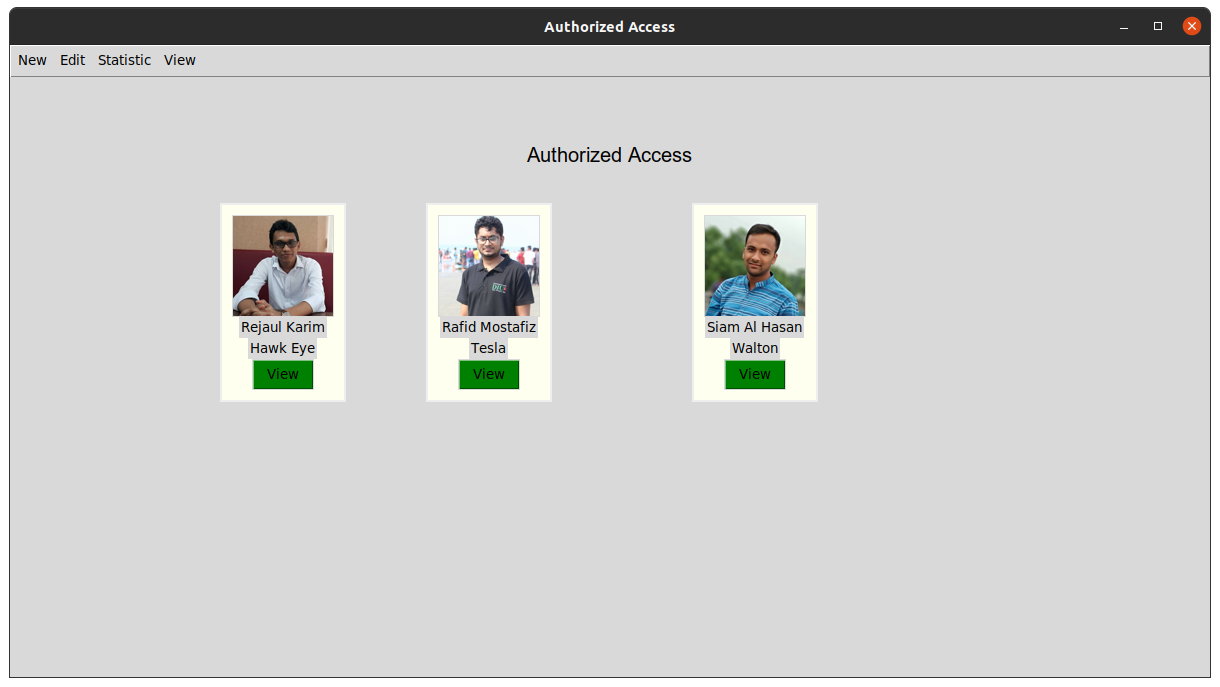 Authorized Access
New Edit Statistic View
Authorized Access
Rejaul Karim
Hawk Eye
View
Rafid Mostafiz
Tesla
View
Siam Al Hasan
Walton
View